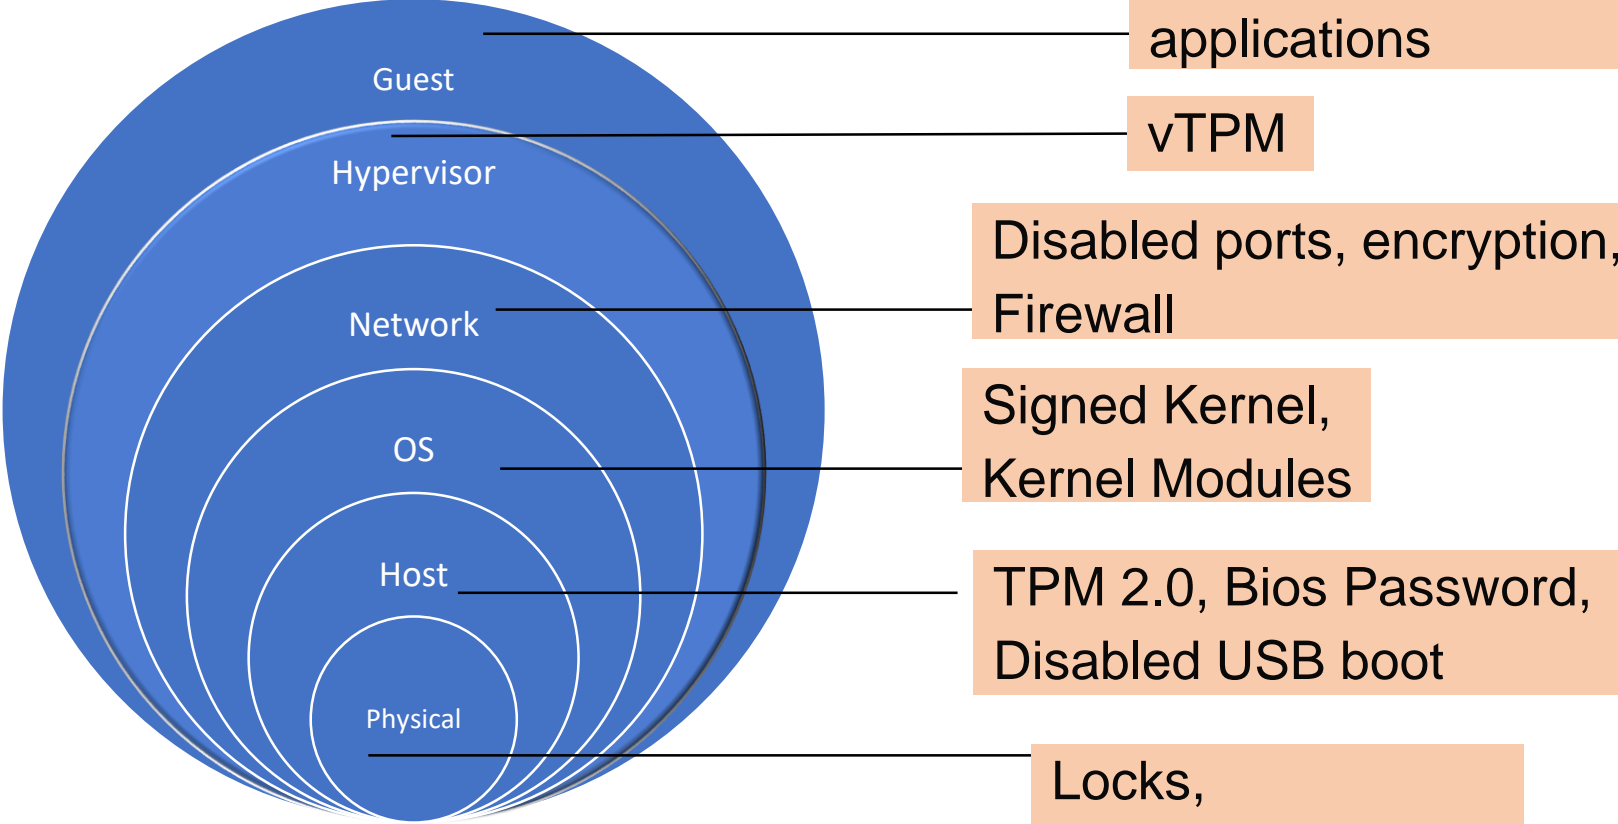 applications
Guest
vTPM
Hypervisor
Disabled ports, encryption,
Firewall
Network
Signed Kernel,
Kernel Modules
OS
TPM 2.0, Bios Password,
Disabled USB boot
Host
Physical
Locks,